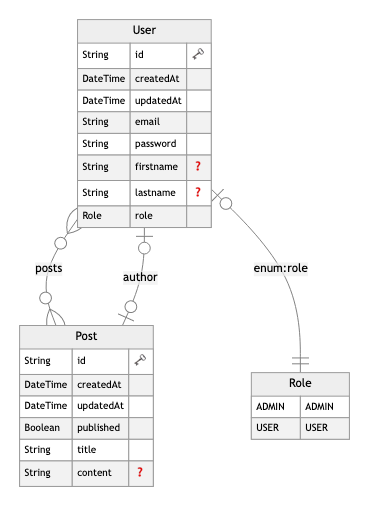 User
String id
DateTime createdAt
DateTime updatedAt
String email
String password
String firstname ?
String lastname ?
Role role
posts
author
enum:role
Post
String id
DateTime createdAt
DateTime updatedAt
Boolean published
String title
String content ?
Role
ADMIN ADMIN
USER USER